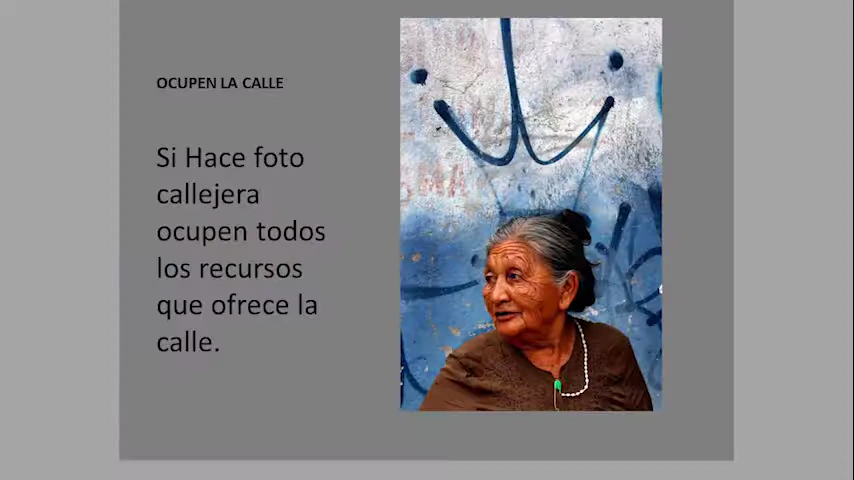 OCUPEN LA CALLE
Si Hace foto
callejera
ocupen todos
los recursos
que ofrece la
calle.